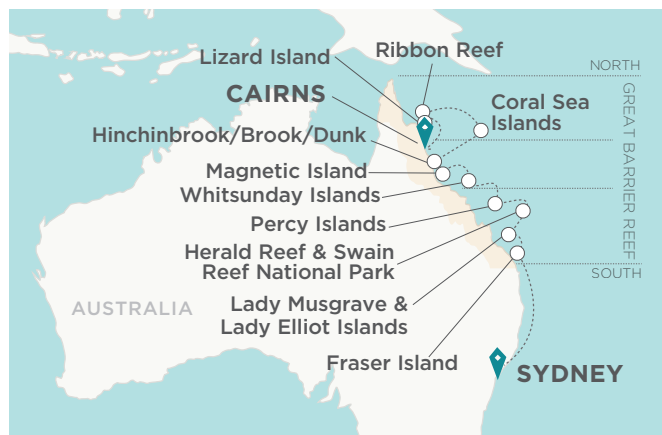 Ribbon Reef
Lizard Island
NORTH
CAIRNS
Coral Sea
Islands
GREAT BARRIER REEF
Hinchinbrook/Brook/Dunk
Magnetic Island
Whitsunday Islands
Percy Islands
Herald Reef & Swain
Reef National Park
SOUTH
AUSTRALIA
Lady Musgrave &
Lady Elliot Islands
Fraser Island
SYDNEY